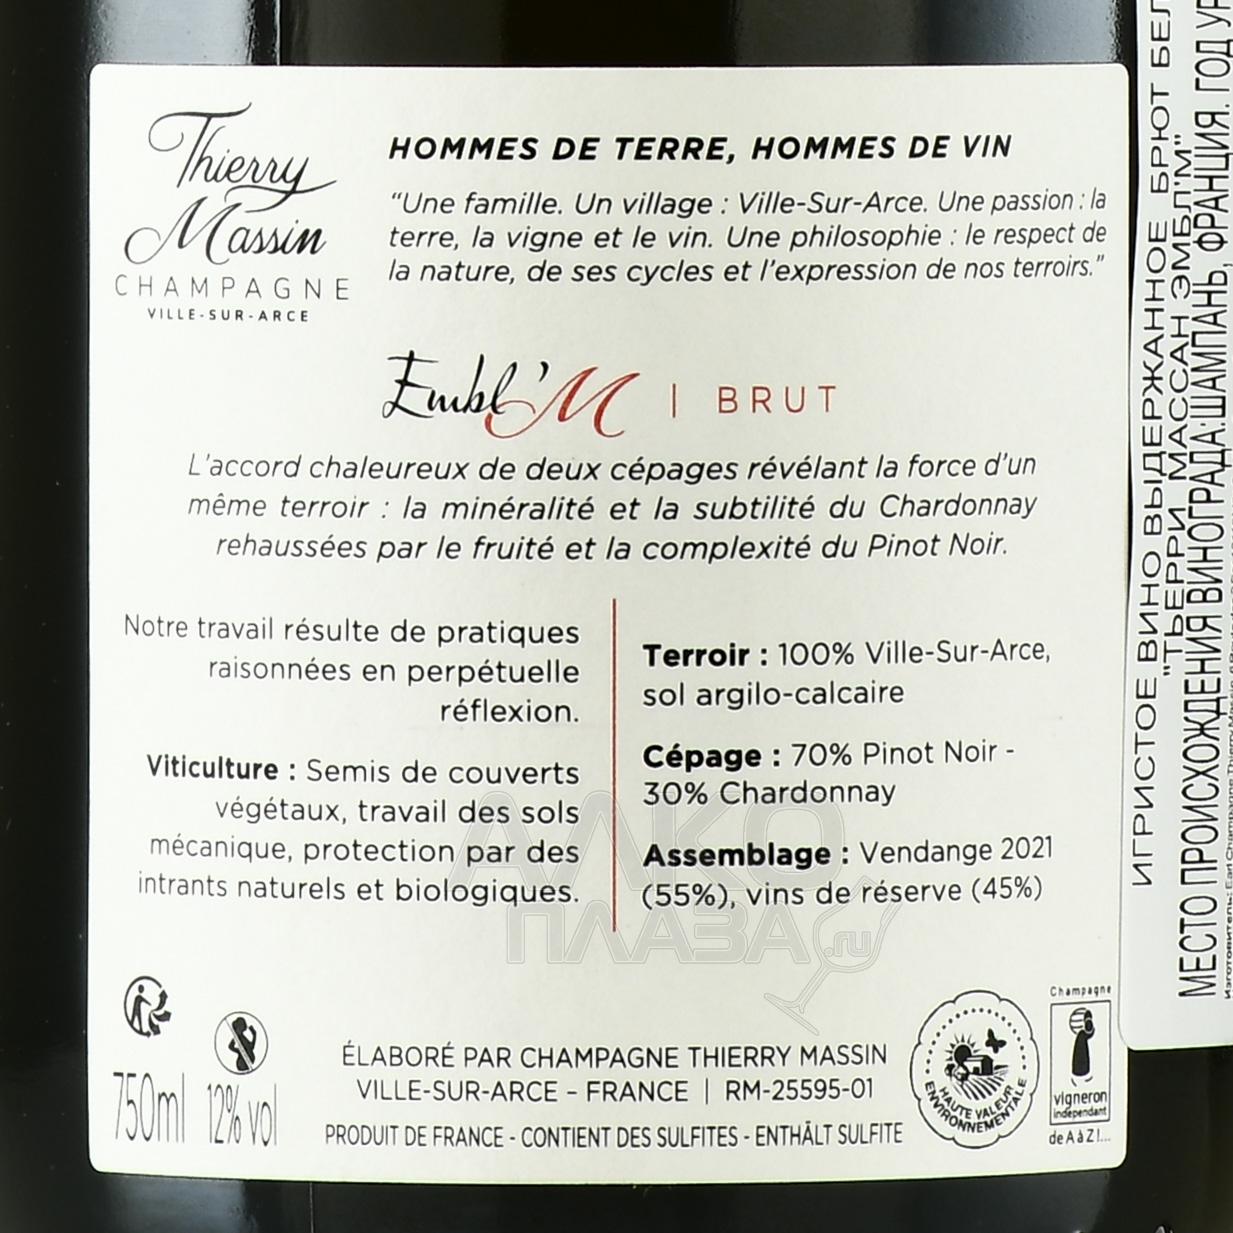 Thierry
Massin
CHAMPAGNE
VILLE-SUR-ARCE
HOMMES DE TERRE, HOMMES DE VIN
“Une famille. Un village : Ville-Sur-Arce. Une passion : la
terre, la vigne et le vin. Une philosophie : le respect de
la nature, de ses cycles et l’expression de nos terroirs.”
Embl’M | BRUT
L’accord chaleureux de deux cépages révélant la force d’un
même terroir : la minéralité et la subtilité du Chardonnay
rehaussées par le fruité et la complexité du Pinot Noir.
Notre travail résulte de pratiques
raisonnées en perpétuelle
réflexion.
Viticulture : Semis de couverts
végétaux, travail des sols
mécanique, protection par des
intrants naturels et biologiques.
Terroir : 100% Ville-Sur-Arce,
sol argilo-calcaire
Cépage : 70% Pinot Noir -
30% Chardonnay
Assemblage : Vendange 2021
(55%), vins de réserve (45%)
АЛКО
ПЛАЗА.ru
750ml
12% vol
ÉLABORÉ PAR CHAMPAGNE THIERRY MASSIN
VILLE-SUR-ARCE – FRANCE | RM-25595-01
PRODUIT DE FRANCE - CONTIENT DES SULFITES - ENTHÄLT SULFITE
HAUTE VALEUR
ENVIRONNEMENTALE
Champagne
vigneron
indépendant
de A à Z !...
ИГРИСТОЕ ВИНО ВЫДЕРЖАННОЕ БРЮТ БЕЛ
"ТЬЕРРИ МАССАН ЭМБЛ'М"
МЕСТО ПРОИСХОЖДЕНИЯ ВИНОГРАДА:ШАМПАНЬ, ФРАНЦИЯ. ГОД УР
Изготовитель: Earl Champagne Thierry Massin